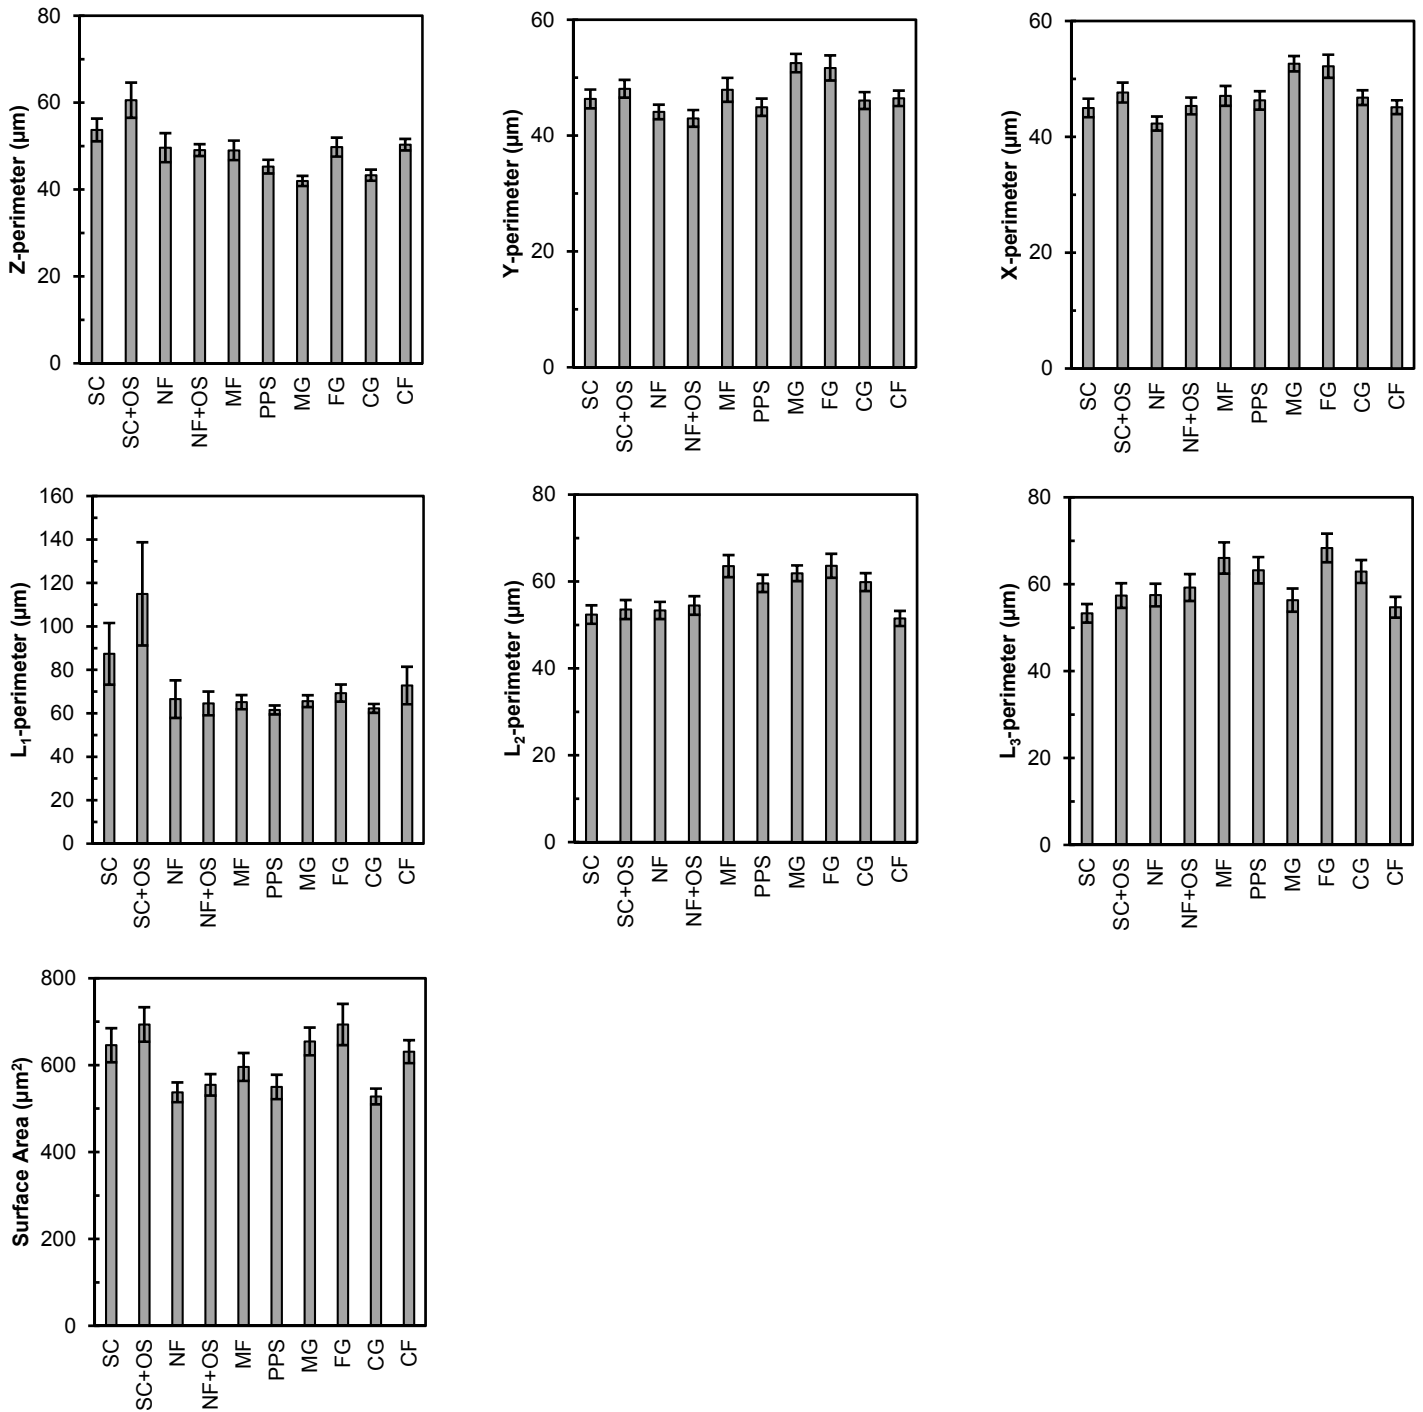 Z-perimeter (µm)
80
60
40
20
0
SC
SC+OS
NF
NF+OS
MF
PPS
MG
FG
CG
CF
Y-perimeter (µm)
60
40
20
0
SC
SC+OS
NF
NF+OS
MF
PPS
MG
FG
CG
CF
X-perimeter (µm)
60
40
20
0
SC
SC+OS
NF
NF+OS
MF
PPS
MG
FG
CG
CF
L₁-perimeter (µm)
160
140
120
100
80
60
40
20
0
SC
SC+OS
NF
NF+OS
MF
PPS
MG
FG
CG
CF
L₂-perimeter (µm)
80
60
40
20
0
SC
SC+OS
NF
NF+OS
MF
PPS
MG
FG
CG
CF
L₃-perimeter (µm)
80
60
40
20
0
SC
SC+OS
NF
NF+OS
MF
PPS
MG
FG
CG
CF
Surface Area (µm²)
800
600
400
200
0
SC
SC+OS
NF
NF+OS
MF
PPS
MG
FG
CG
CF